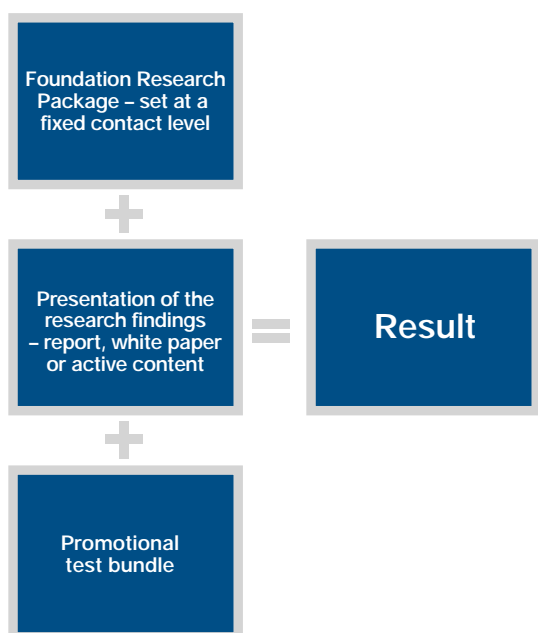 Foundation Research
Package – set at a
fixed contact level
+
Presentation of the
research findings
– report, white paper
or active content
=
Result
+
Promotional
test bundle